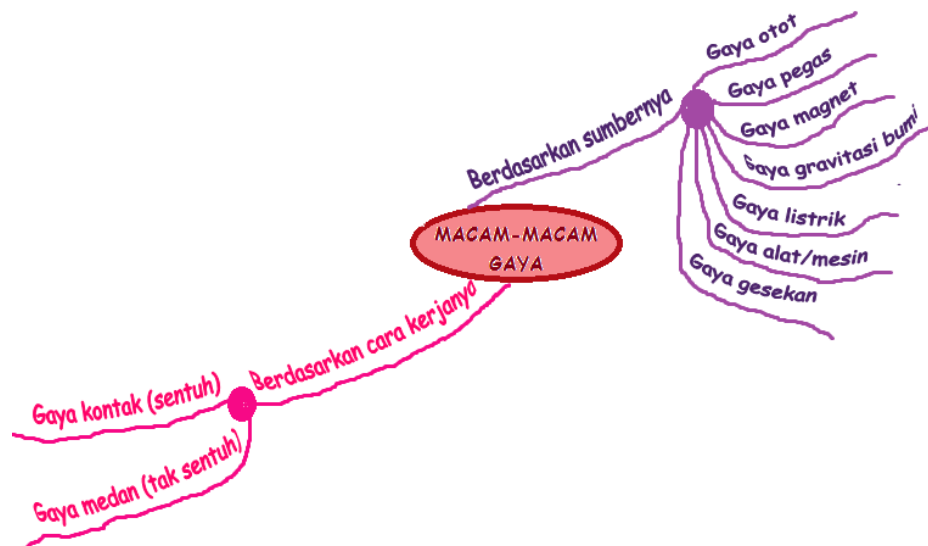 Gaya otot
Gaya pegas
Gaya magnet
Gaya gravitasi bumi
Gaya listrik
Gaya alat/mesin
Gaya gesekan
Berdasarkan sumbernya
MACAM-MACAM
GAYA
Berdasarkan cara kerjanya
Gaya kontak (sentuh)
Gaya medan (tak sentuh)